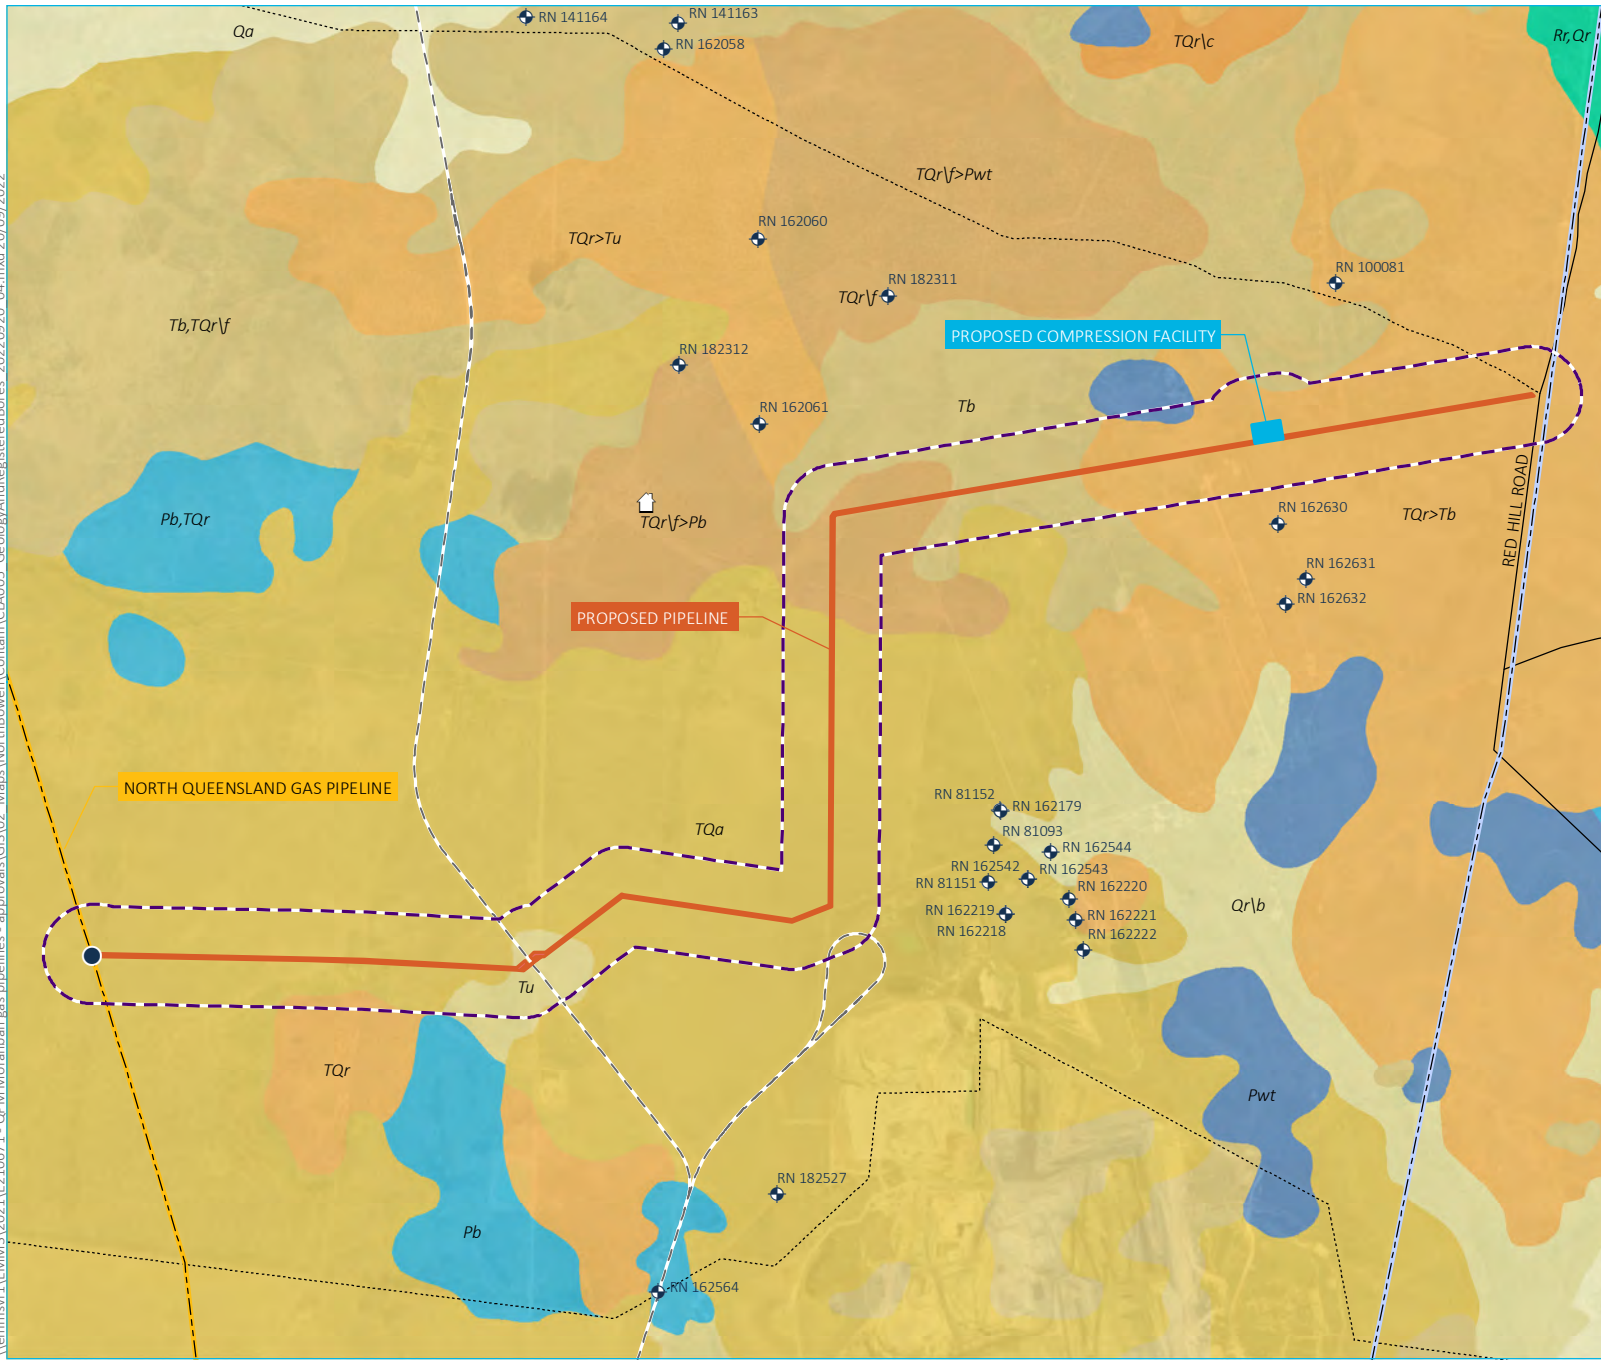 Qa
RN 141164
RN 141163
RN 162058
TQr\c
Rr,Qr
TQr\f>Pwt
RN 162060
TQr>Tu
RN 182311
TQr\f
RN 100081
Tb,TQr\f
PROPOSED COMPRESSION FACILITY
RN 182312
RN 162061
Tb
Pb,TQr
TQr\f>Pb
RN 162630
TQr>Tb
RED HILL ROAD
RN 162631
RN 162632
PROPOSED PIPELINE
NORTH QUEENSLAND GAS PIPELINE
TQa
RN 81152
RN 162179
RN 81093
RN 162544
RN 162542
RN 162543
RN 81151
RN 162220
RN 162219
RN 162221
RN 162218
RN 162222
Qr\b
Tu
TQr
Pwt
RN 182527
Pb
RN 162564